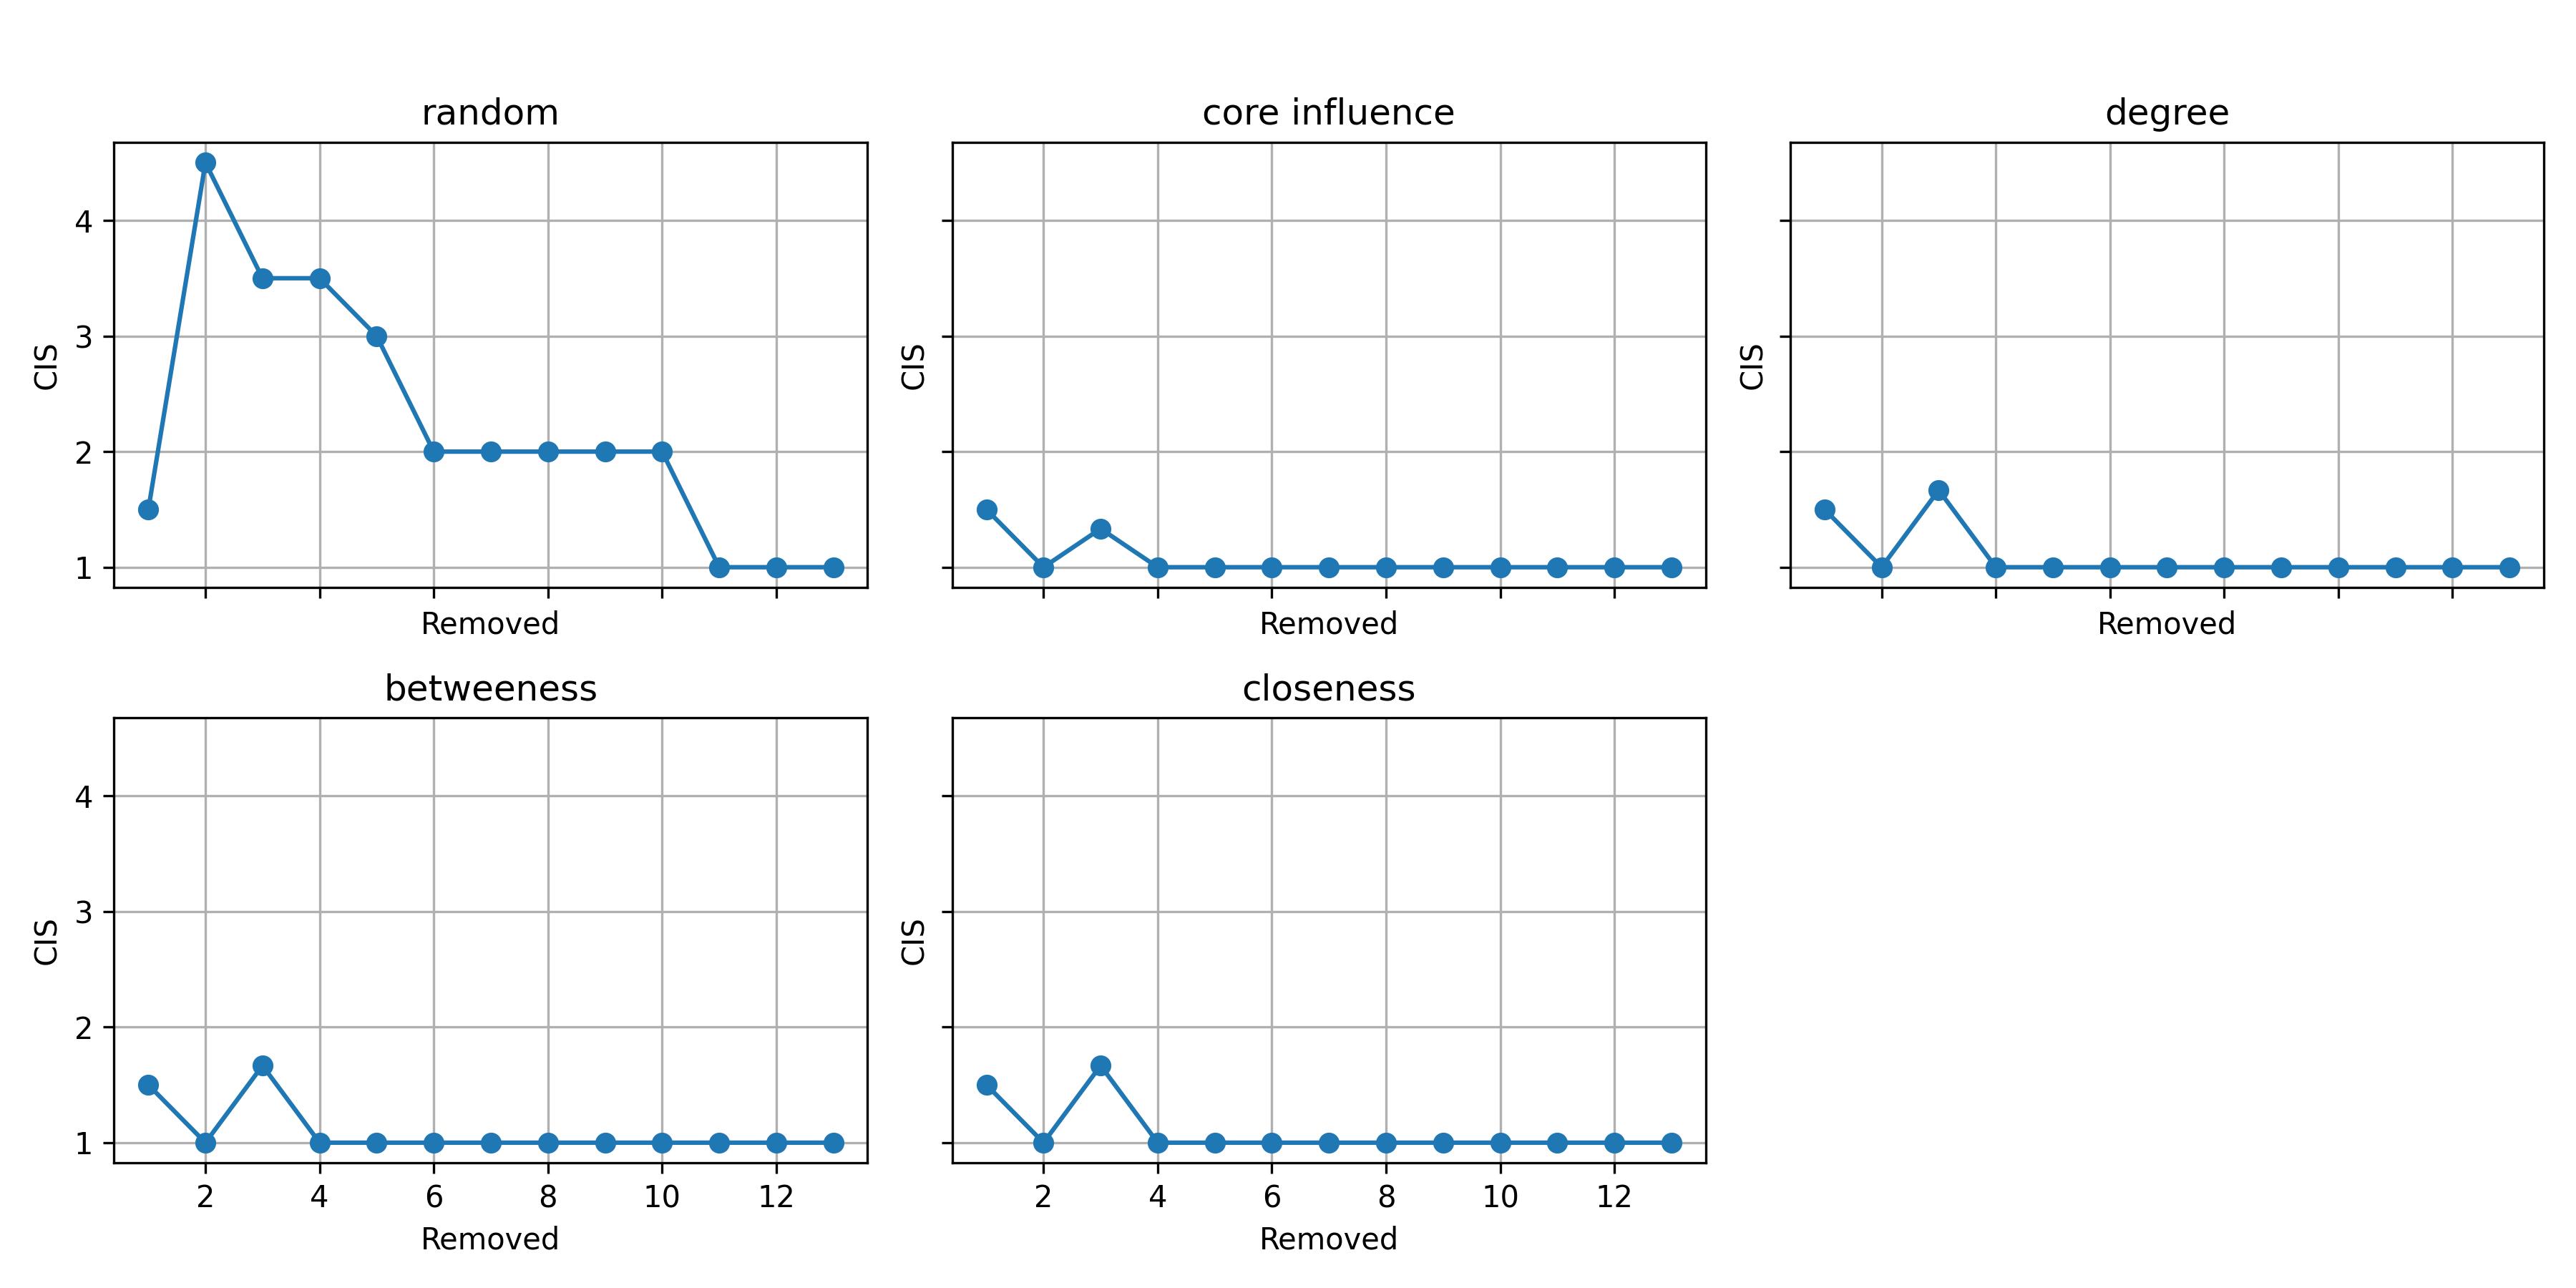 random
core influence
degree
CIS
4
3
2
1
Removed
CIS
Removed
CIS
Removed
betweeness
closeness
CIS
4
3
2
1
2 4 6 8 10 12
Removed
CIS
2 4 6 8 10 12
Removed